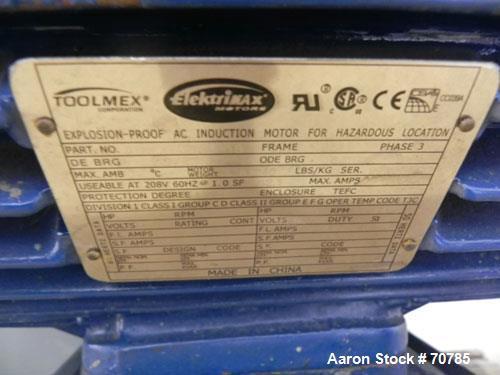 TOOLMEX®
CORPORATION
ElektriMAX®
MOTORS
EXPLOSION-PROOF AC INDUCTION MOTOR FOR HAZARDOUS LOCATION
PART. NO. FRAME PHASE 3
DE BRG ODE BRG
MAX. AMB °C MOTOR WEIGHT LBS/KG SER.
USEABLE AT 208V 60HZ @ 1.0 SF MAX. AMPS
PROTECTION DEGREE ENCLOSURE TEFC
DIVISION 1 CLASS I GROUP C D CLASS II GROUP E F G OPER TEMP CODE T3C
HP RPM HP RPM
VOLTS RATING CONT VOLTS DUTY S1
F.L. AMPS F.L. AMPS
S.F. AMPS S.F. AMPS
S.F. DESIGN CODE S.F. CODE
P.F. P.F.
MADE IN CHINA
Aaron Stock # 70785